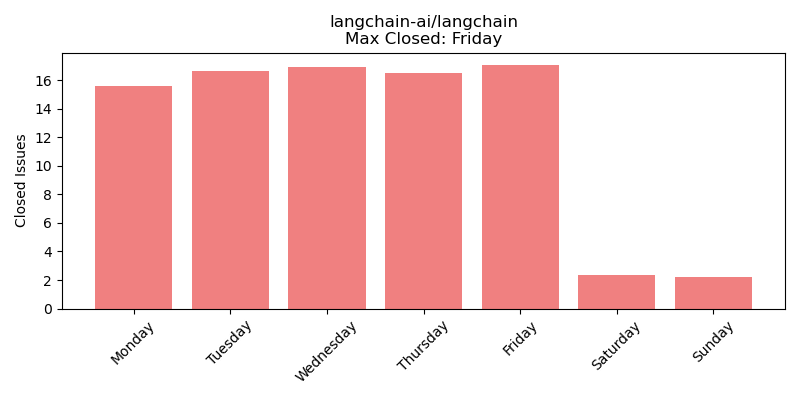 langchain-ai/langchain
Max Closed: Friday
Closed Issues
16
14
12
10
8
6
4
2
0
Monday
Tuesday
Wednesday
Thursday
Friday
Saturday
Sunday